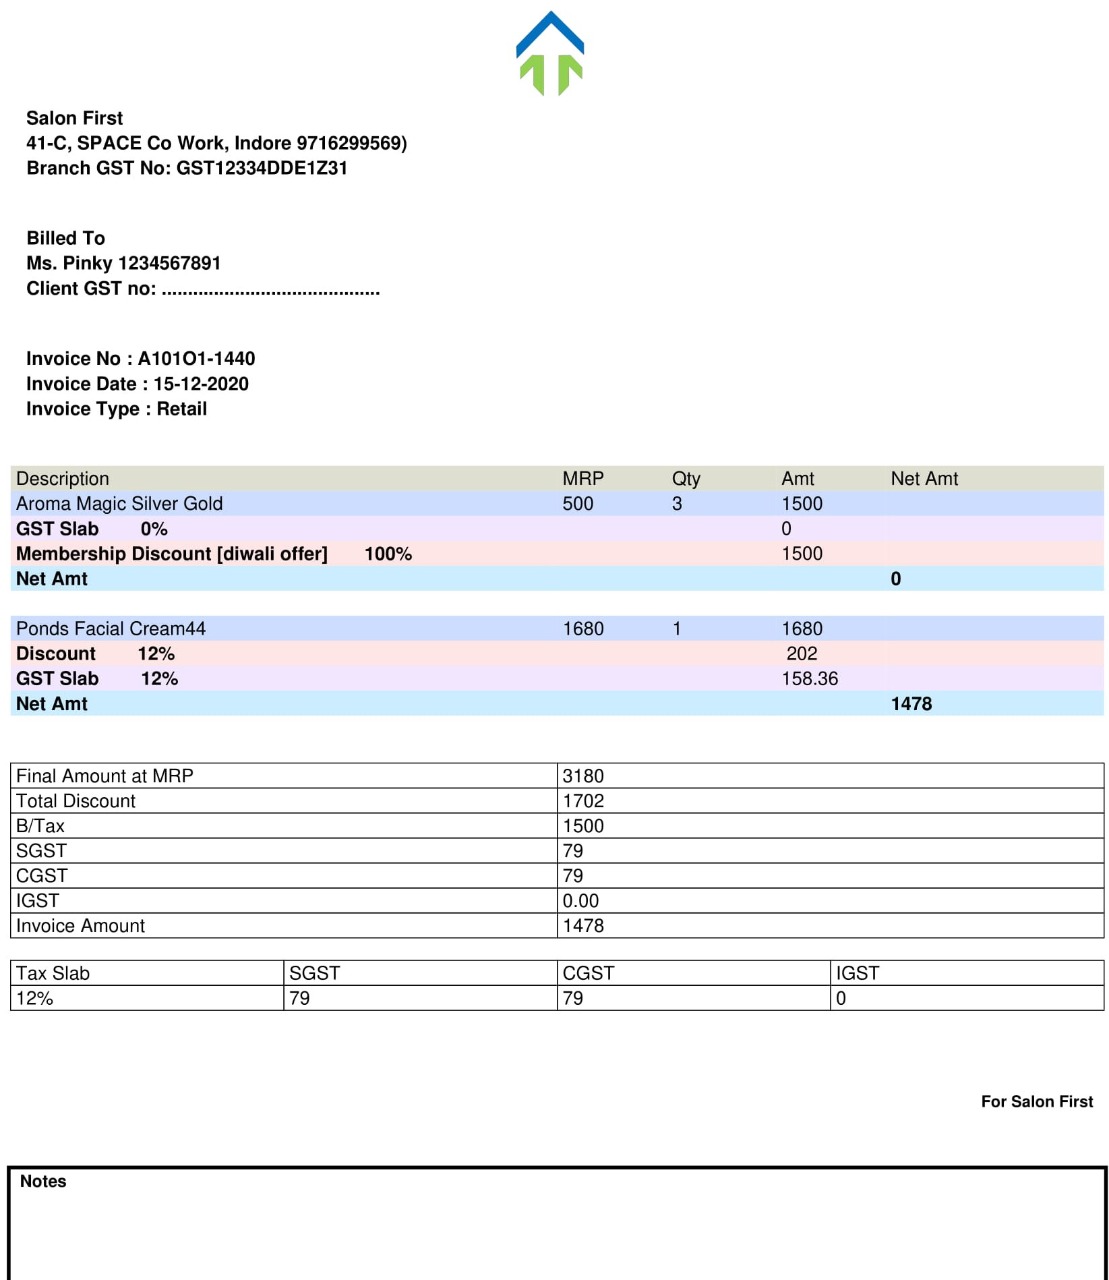 Salon First
41-C, SPACE Co Work, Indore 9716299569)
Branch GST No: GST12334DDE1Z31
Billed To
Ms. Pinky 1234567891
Client GST no: ..........................................
Invoice No : A101O1-1440
Invoice Date : 15-12-2020
Invoice Type : Retail
Description MRP Qty Amt Net Amt
Aroma Magic Silver Gold 500 3 1500
GST Slab 0% 0
Membership Discount [diwali offer] 100% 1500
Net Amt 0
Ponds Facial Cream44 1680 1 1680
Discount 12% 202
GST Slab 12% 158.36
Net Amt 1478
Final Amount at MRP 3180
Total Discount 1702
B/Tax 1500
SGST 79
CGST 79
IGST 0.00
Invoice Amount 1478
Tax Slab SGST CGST IGST
12% 79 79 0
For Salon First
Notes